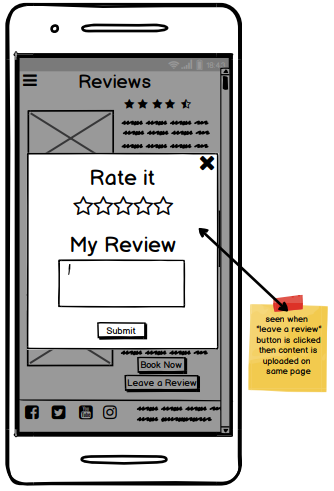 Reviews
Rate it
My Review
Submit
Book Now
Leave a Review
seen when
"leave a review"
button is clicked
then content is
uploaded on
same page